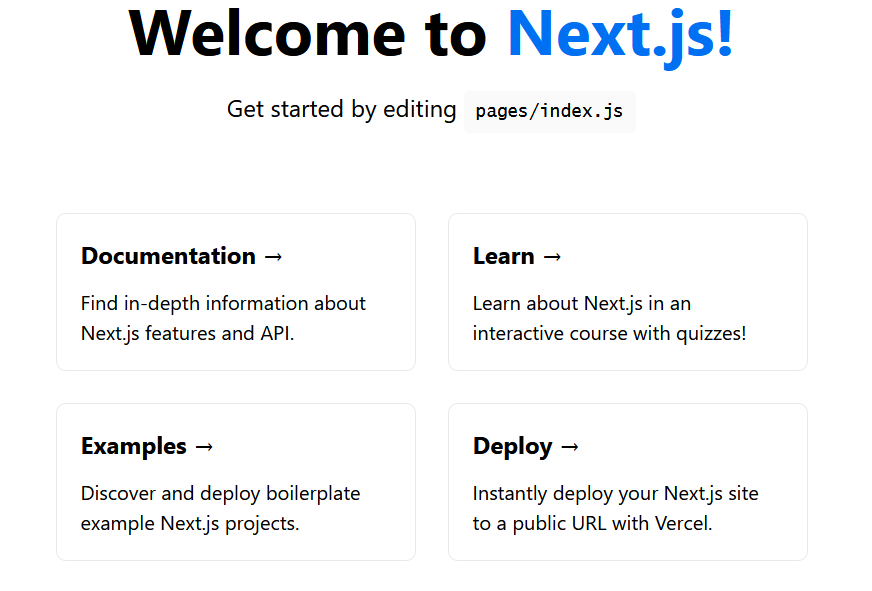 Welcome to Next.js!
Get started by editing pages/index.js
Documentation →
Find in-depth information about
Next.js features and API.
Learn →
Learn about Next.js in an
interactive course with quizzes!
Examples →
Discover and deploy boilerplate
example Next.js projects.
Deploy →
Instantly deploy your Next.js site
to a public URL with Vercel.